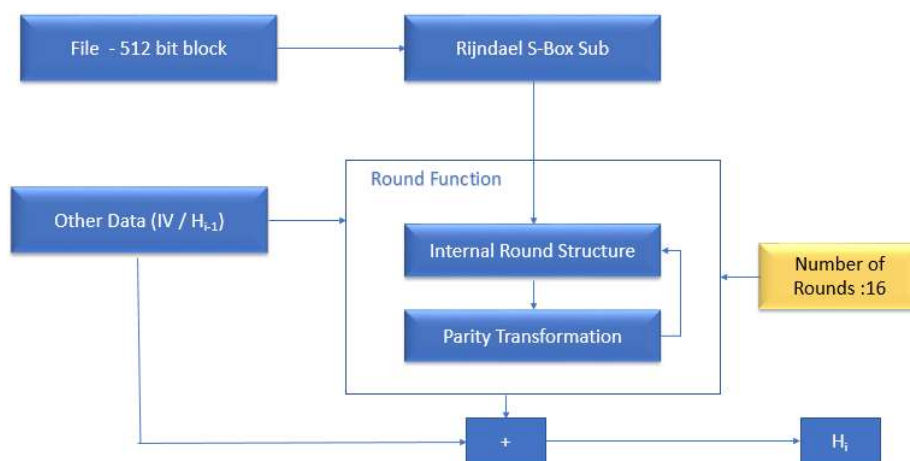 File - 512 bit block
Rijndael S-Box Sub
Round Function
Other Data (IV / Hi-1)
Internal Round Structure
Number of
Rounds :16
Parity Transformation
+
Hi